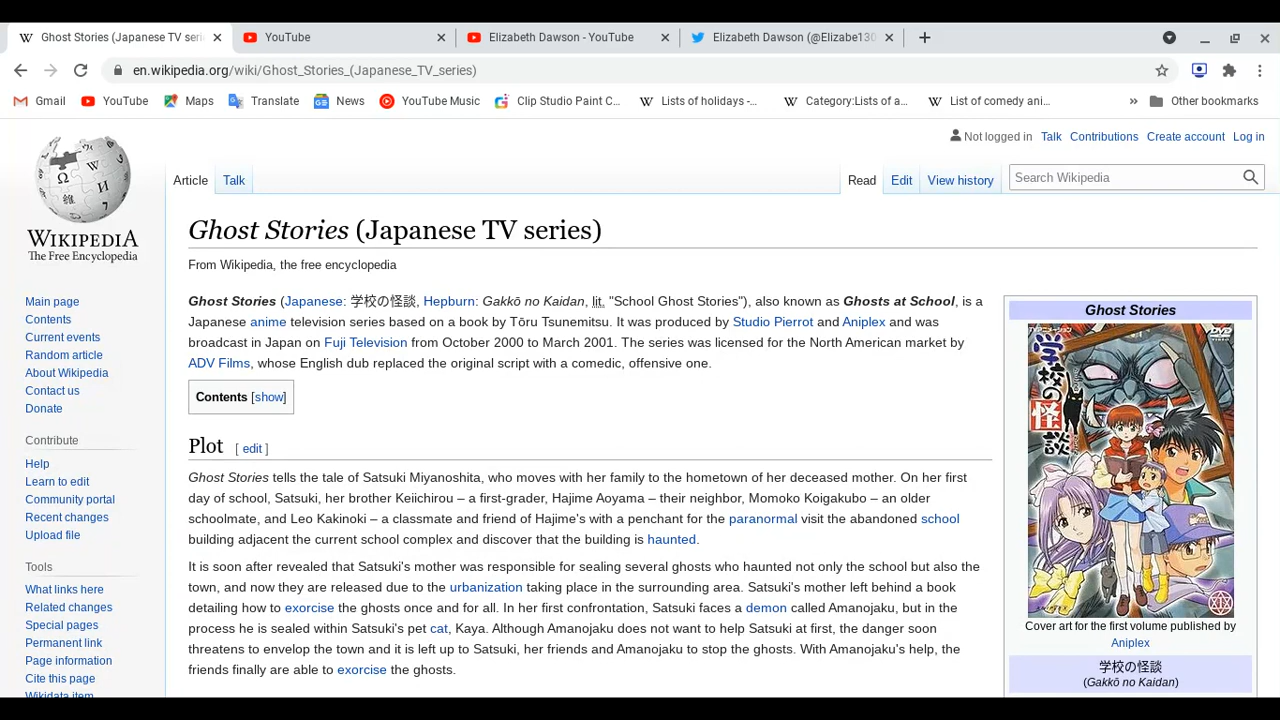 Ghost Stories (Japanese TV seri
YouTube
Elizabeth Dawson - YouTube
Elizabeth Dawson (@Elizabe130
en.wikipedia.org/wiki/Ghost_Stories_(Japanese_TV_series)
Gmail
YouTube
Maps
Translate
News
YouTube Music
Clip Studio Paint C...
Lists of holidays -...
Category:Lists of a...
List of comedy ani...
»
Other bookmarks
Not logged in Talk Contributions Create account Log in
Article Talk
Read Edit View history
Search Wikipedia
WIKIPEDIA
The Free Encyclopedia
Main page
Contents
Current events
Random article
About Wikipedia
Contact us
Donate
Contribute
Help
Learn to edit
Community portal
Recent changes
Upload file
Tools
What links here
Related changes
Special pages
Permanent link
Page information
Cite this page
Wikidata item
Ghost Stories (Japanese TV series)
From Wikipedia, the free encyclopedia
Ghost Stories (Japanese: 学校の怪談, Hepburn: Gakkō no Kaidan, lit. "School Ghost Stories"), also known as Ghosts at School, is a
Japanese anime television series based on a book by Tōru Tsunemitsu. It was produced by Studio Pierrot and Aniplex and was
broadcast in Japan on Fuji Television from October 2000 to March 2001. The series was licensed for the North American market by
ADV Films, whose English dub replaced the original script with a comedic, offensive one.
Contents [show]
Plot [ edit ]
Ghost Stories tells the tale of Satsuki Miyanoshita, who moves with her family to the hometown of her deceased mother. On her first
day of school, Satsuki, her brother Keiichirou – a first-grader, Hajime Aoyama – their neighbor, Momoko Koigakubo – an older
schoolmate, and Leo Kakinoki – a classmate and friend of Hajime's with a penchant for the paranormal visit the abandoned school
building adjacent the current school complex and discover that the building is haunted.
It is soon after revealed that Satsuki's mother was responsible for sealing several ghosts who haunted not only the school but also the
town, and now they are released due to the urbanization taking place in the surrounding area. Satsuki's mother left behind a book
detailing how to exorcise the ghosts once and for all. In her first confrontation, Satsuki faces a demon called Amanojaku, but in the
process he is sealed within Satsuki's pet cat, Kaya. Although Amanojaku does not want to help Satsuki at first, the danger soon
threatens to envelop the town and it is left up to Satsuki, her friends and Amanojaku to stop the ghosts. With Amanojaku's help, the
friends finally are able to exorcise the ghosts.
Ghost Stories
DVD
学校の怪談
Cover art for the first volume published by
Aniplex
学校の怪談
(Gakkō no Kaidan)